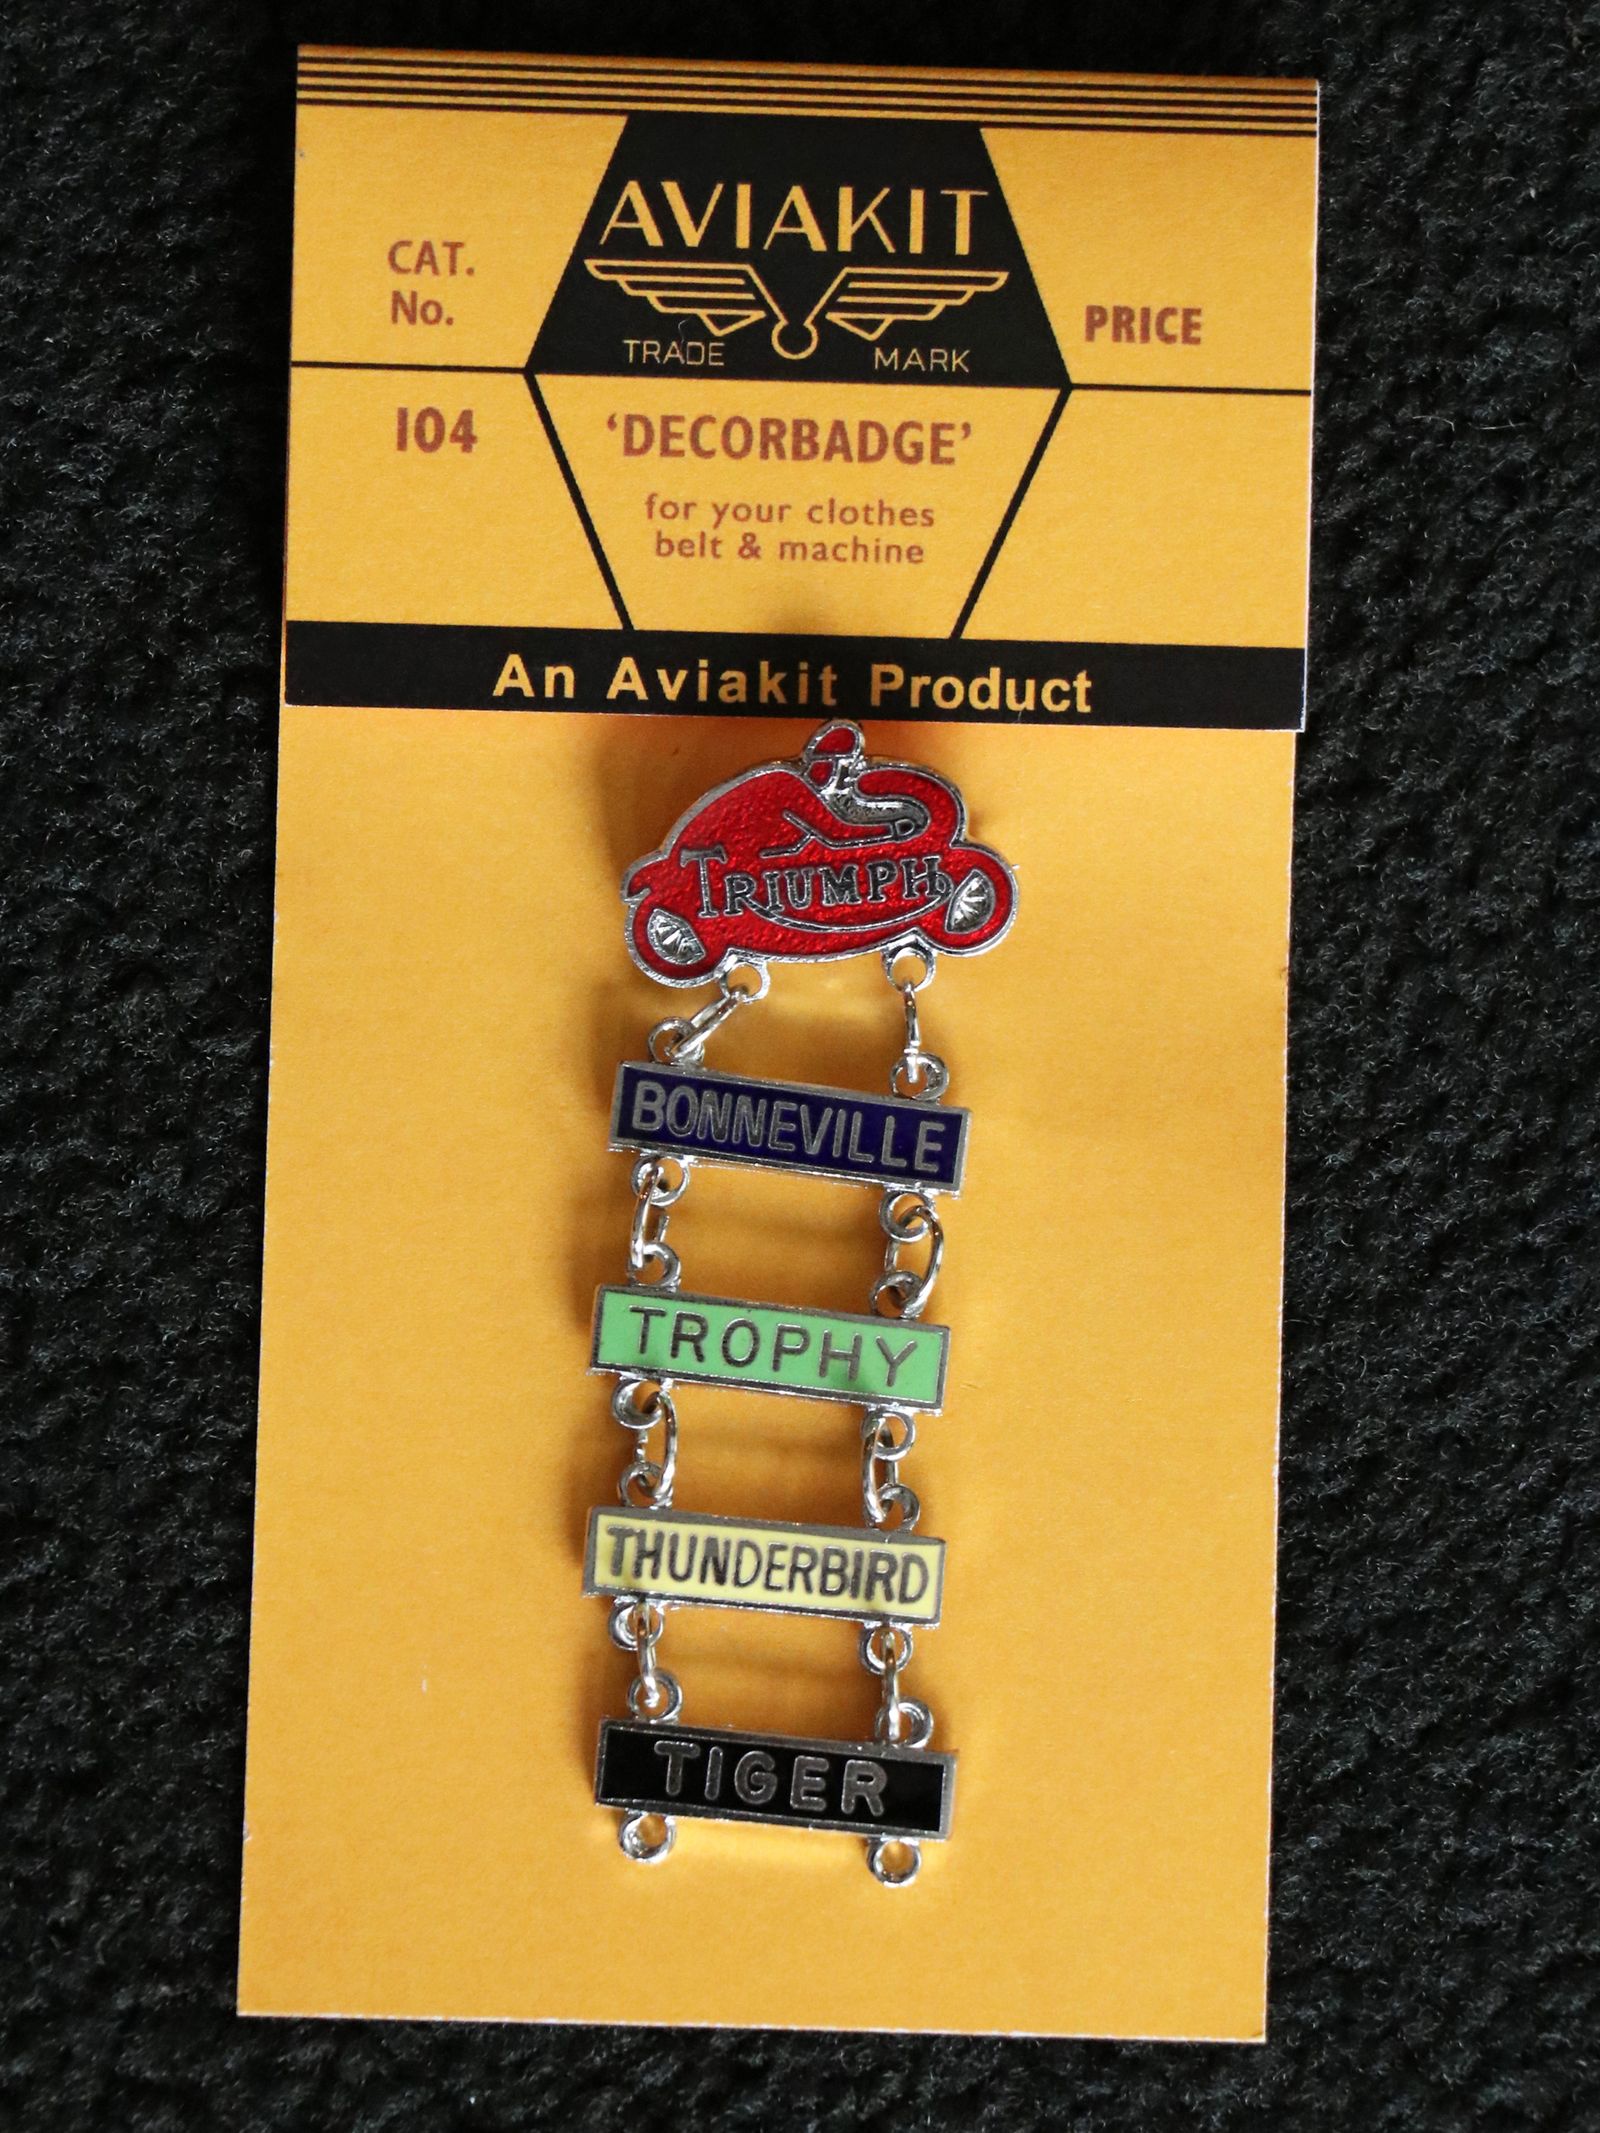 AVIAKIT
TRADE MARK
CAT.
No.
PRICE
104
'DECORBADGE'
for your clothes
belt & machine
An Aviakit Product
TRIUMPH
BONNEVILLE
TROPHY
THUNDERBIRD
TIGER